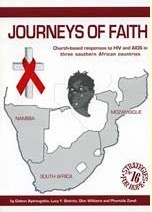 JOURNEYS OF FAITH
Church-based responses to HIV and AIDS in
three southern African countries
NAMIBIA
MOZAMBIQUE
SOUTH AFRICA
STRATEGIES
16
FOR HOPE
by Gideon Byamugisha, Lucy Y. Steinitz, Glen Williams and Phumzile Zondi